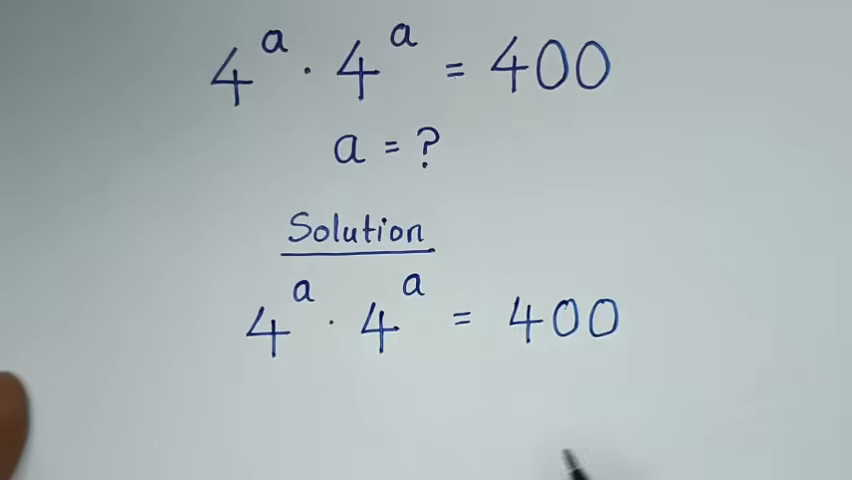 4^a · 4^a = 400
a = ?
Solution
4^a · 4^a = 400